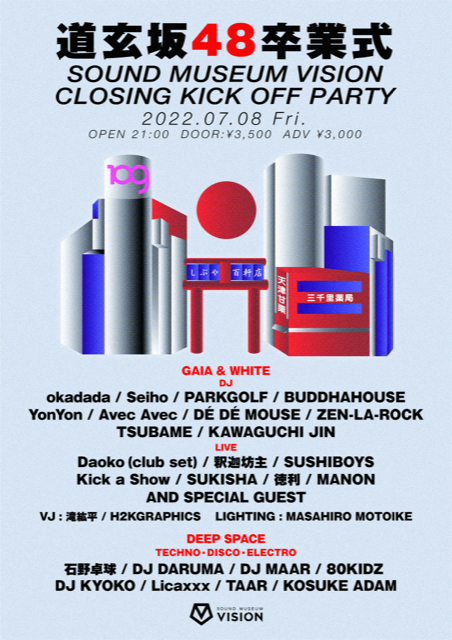 道玄坂48卒業式
SOUND MUSEUM VISION
CLOSING KICK OFF PARTY
2022.07.08 Fri.
OPEN 21:00 DOOR:¥3,500 ADV ¥3,000
109
しぶや 百軒店
天津甘栗
三千里薬局
GAIA & WHITE
DJ
okadada / Seiho / PARKGOLF / BUDDHAHOUSE
YonYon / Avec Avec / DÉ DÉ MOUSE / ZEN-LA-ROCK
TSUBAME / KAWAGUCHI JIN
LIVE
Daoko (club set) / 釈迦坊主 / SUSHIBOYS
Kick a Show / SUKISHA / 徳利 / MANON
AND SPECIAL GUEST
VJ : 滝紘平 / H2KGRAPHICS LIGHTING : MASAHIRO MOTOIKE
DEEP SPACE
TECHNO・DISCO・ELECTRO
石野卓球 / DJ DARUMA / DJ MAAR / 80KIDZ
DJ KYOKO / Licaxxx / TAAR / KOSUKE ADAM
SOUND MUSEUM
VISION